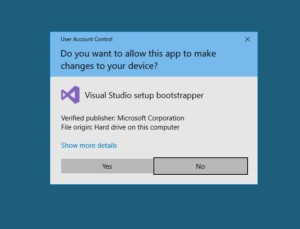 User Account Control
Do you want to allow this app to make
changes to your device?
Visual Studio setup bootstrapper
Verified publisher: Microsoft Corporation
File origin: Hard drive on this computer
Show more details
Yes
No